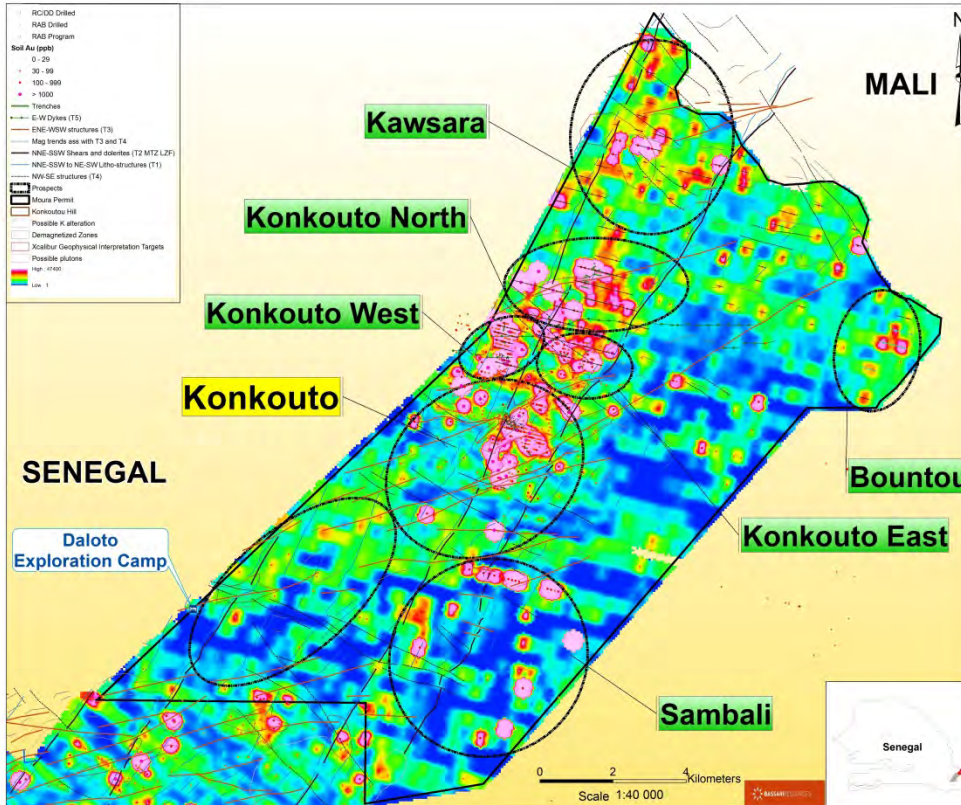 RC/DD Drilled
RAB Drilled
RAB Program
Soil Au (ppb)
0 - 29
30 - 99
100 - 999
> 1000
Trenches
E-W Dykes (T5)
ENE-WSW structures (T3)
Mag trends ass with T3 and T4
NNE-SSW Shears and dolerites (T2 MTZ LZF)
NNE-SSW to NE-SW Litho-structures (T1)
NW-SE structures (T4)
Prospects
Moura Permit
Konkoutou Hill
Possible K alteration
Demagnetized Zones
Xcalibur Geophysical Interpretation Targets
Possible plutons
High : 47400
Low : 1
N
MALI
Kawsara
Konkouto North
Konkouto West
Konkouto
SENEGAL
Bountou
Konkouto East
Daloto
Exploration Camp
Sambali
Senegal
0 2 4
Kilometers
Scale 1:40 000
BASSARI RESOURCES